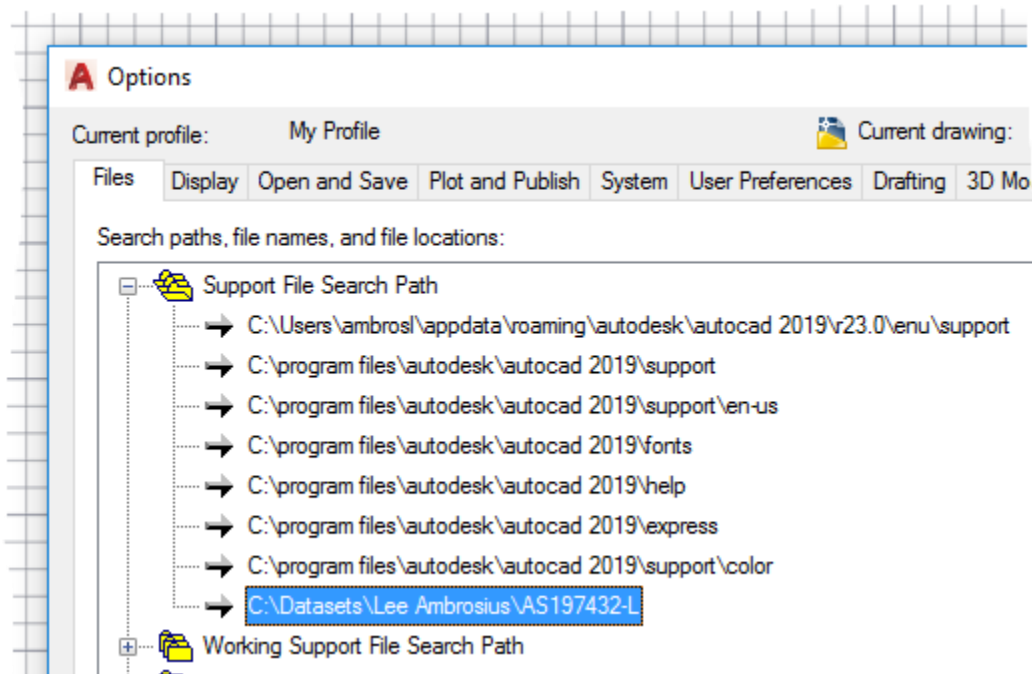 Options
Current profile: My Profile Current drawing:
Files Display Open and Save Plot and Publish System User Preferences Drafting 3D Mo
Search paths, file names, and file locations:
Support File Search Path
C:\Users\ambrosl\appdata\roaming\autodesk\autocad 2019\r23.0\enu\support
C:\program files\autodesk\autocad 2019\support
C:\program files\autodesk\autocad 2019\support\en-us
C:\program files\autodesk\autocad 2019\fonts
C:\program files\autodesk\autocad 2019\help
C:\program files\autodesk\autocad 2019\express
C:\program files\autodesk\autocad 2019\support\color
C:\Datasets\Lee Ambrosius\AS197432-L
Working Support File Search Path